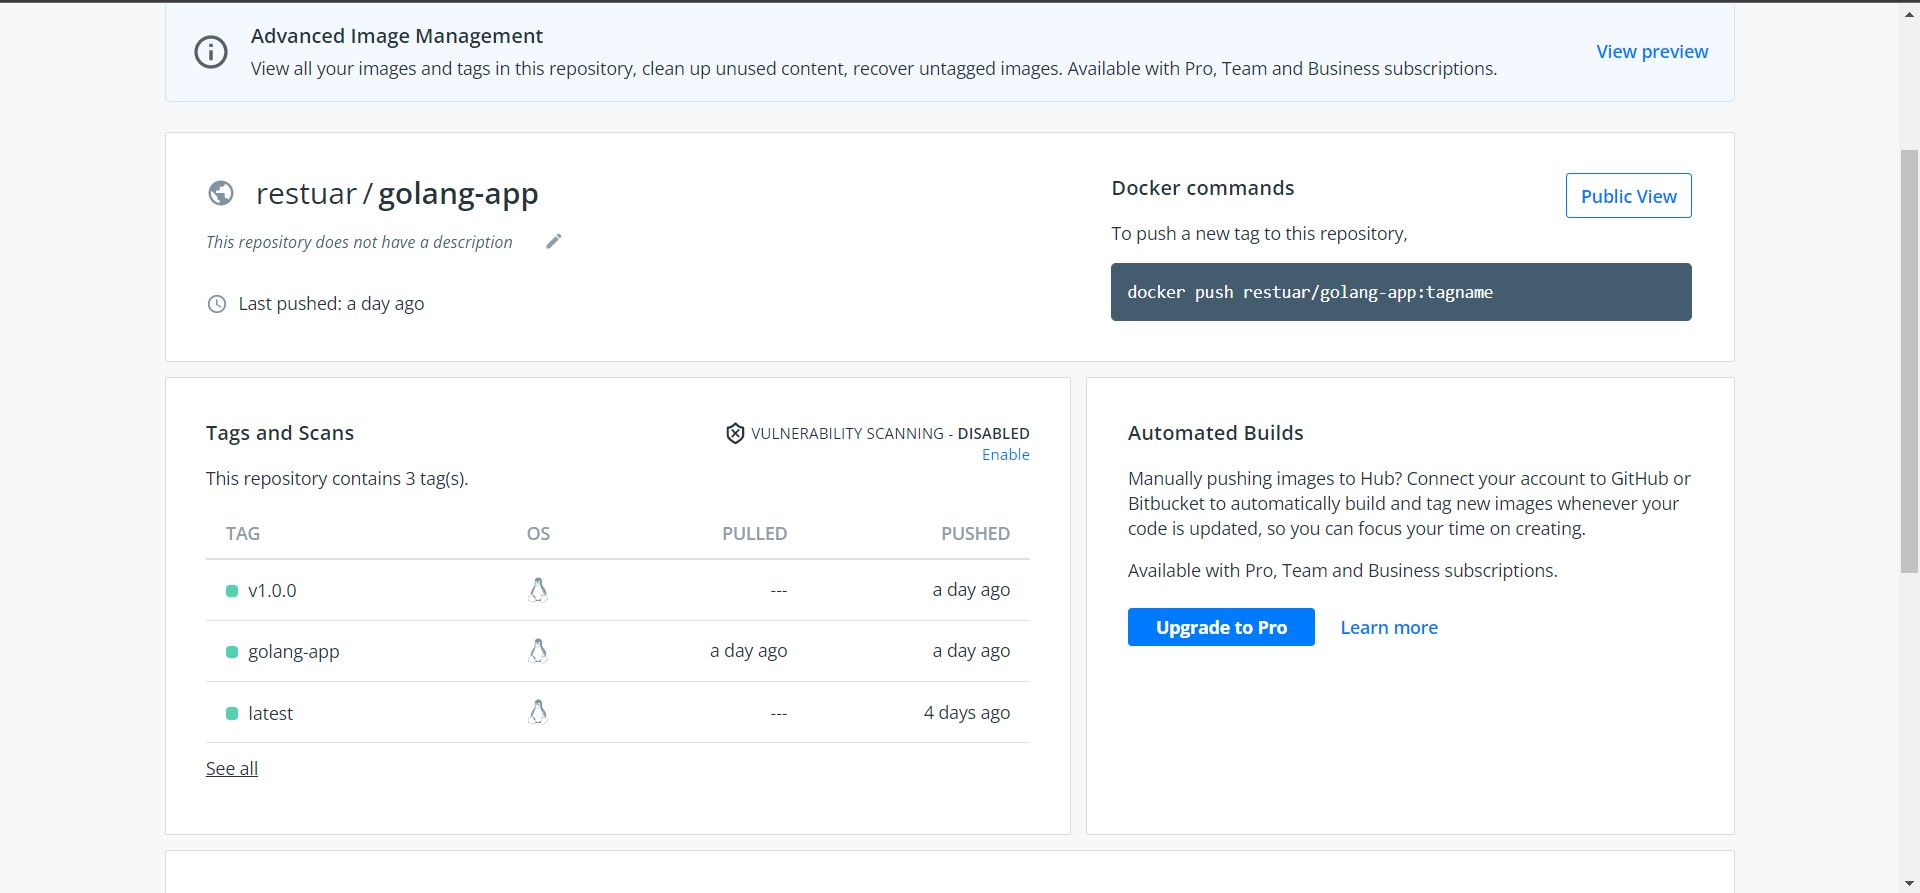 Advanced Image Management
View all your images and tags in this repository, clean up unused content, recover untagged images. Available with Pro, Team and Business subscriptions.
View preview
restuar / golang-app
This repository does not have a description
Last pushed: a day ago
Docker commands
Public View
To push a new tag to this repository,
docker push restuar/golang-app:tagname
Tags and Scans
VULNERABILITY SCANNING - DISABLED
Enable
This repository contains 3 tag(s).
TAG OS PULLED PUSHED
v1.0.0 --- a day ago
golang-app a day ago a day ago
latest --- 4 days ago
See all
Automated Builds
Manually pushing images to Hub? Connect your account to GitHub or
Bitbucket to automatically build and tag new images whenever your
code is updated, so you can focus your time on creating.
Available with Pro, Team and Business subscriptions.
Upgrade to Pro
Learn more